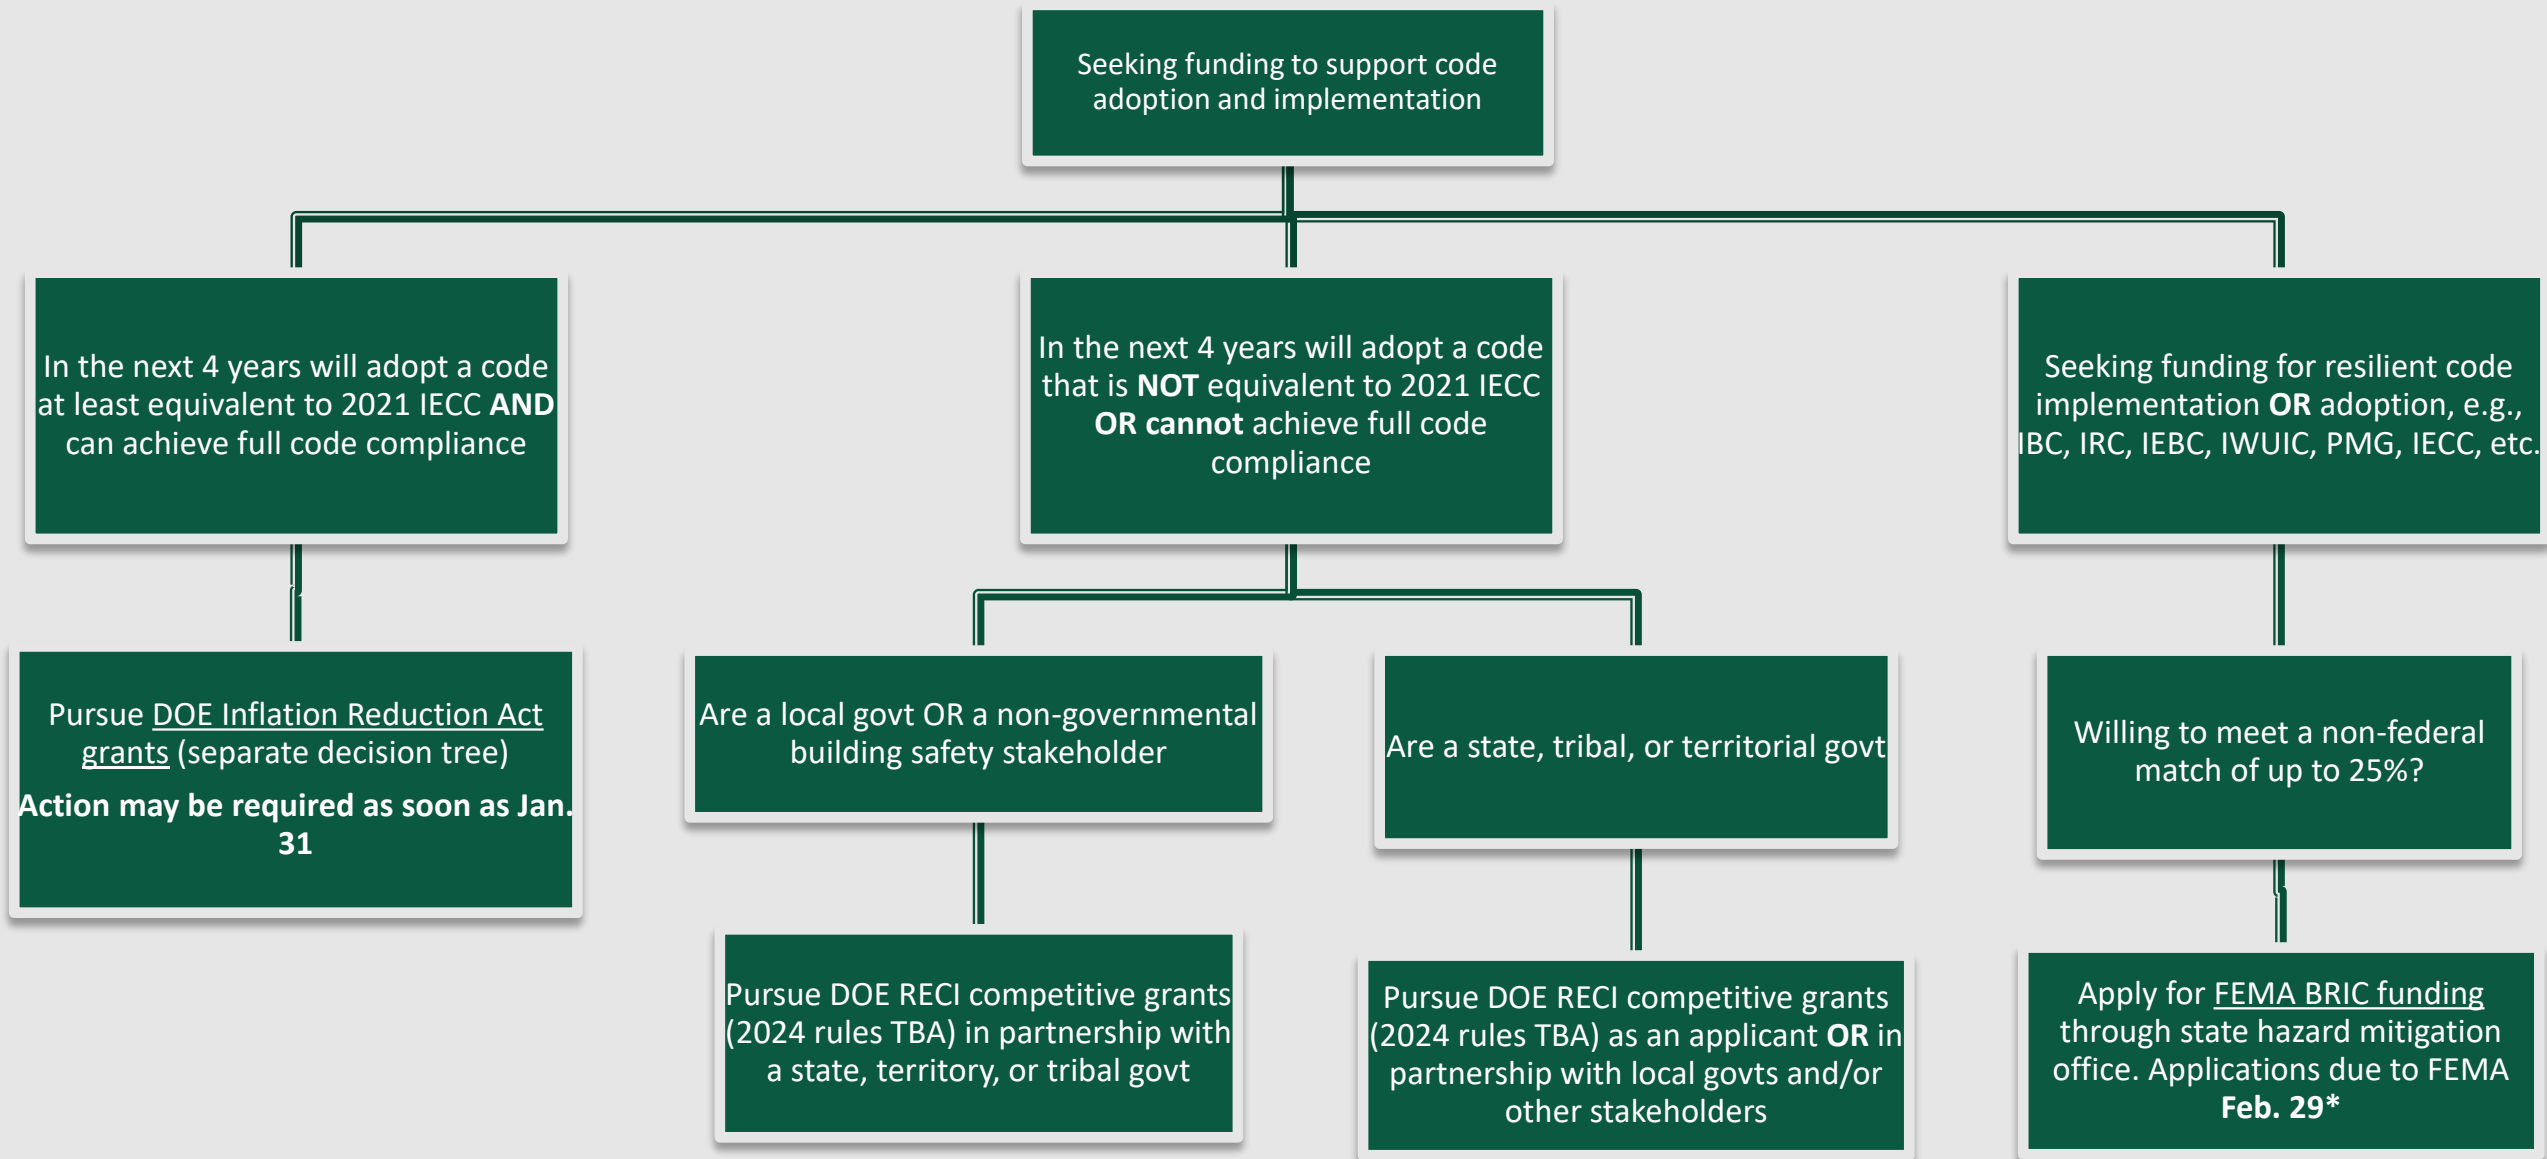 Seeking funding to support code
adoption and implementation
In the next 4 years will adopt a code
at least equivalent to 2021 IECC AND
can achieve full code compliance
In the next 4 years will adopt a code
that is NOT equivalent to 2021 IECC
OR cannot achieve full code
compliance
Seeking funding for resilient code
implementation OR adoption, e.g.,
IBC, IRC, IEBC, IWUIC, PMG, IECC, etc.
Pursue DOE Inflation Reduction Act
grants (separate decision tree)
Action may be required as soon as Jan.
31
Are a local govt OR a non-governmental
building safety stakeholder
Are a state, tribal, or territorial govt
Willing to meet a non-federal
match of up to 25%?
Pursue DOE RECI competitive grants
(2024 rules TBA) in partnership with
a state, territory, or tribal govt
Pursue DOE RECI competitive grants
(2024 rules TBA) as an applicant OR in
partnership with local govts and/or
other stakeholders
Apply for FEMA BRIC funding
through state hazard mitigation
office. Applications due to FEMA
Feb. 29*